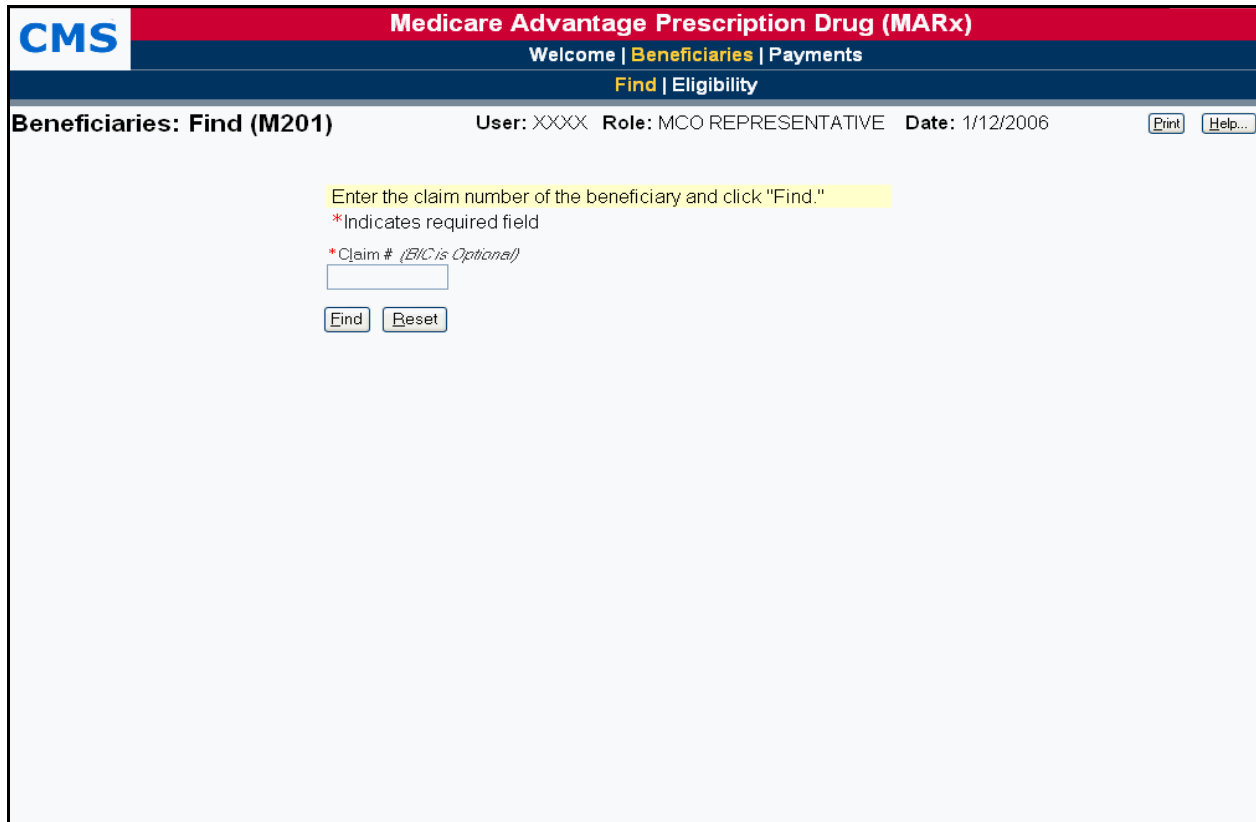 CMS
Medicare Advantage Prescription Drug (MARx)
Welcome | Beneficiaries | Payments
Find | Eligibility
Beneficiaries: Find (M201) User: XXXX Role: MCO REPRESENTATIVE Date: 1/12/2006 Print Help...
Enter the claim number of the beneficiary and click "Find."
*Indicates required field
*Claim # (BIC is Optional)
Find Reset